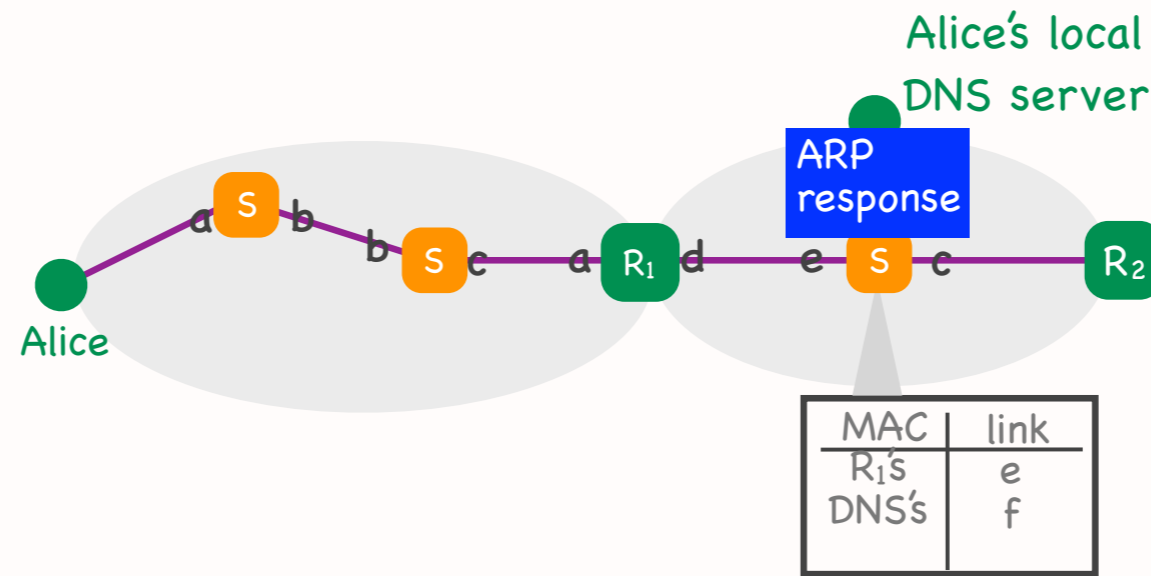 Alice's local
DNS server
ARP
response
S
a
b
b
S
c
a
R₁
d
e
S
c
R₂
Alice
MAC link
R₁'s e
DNS's f